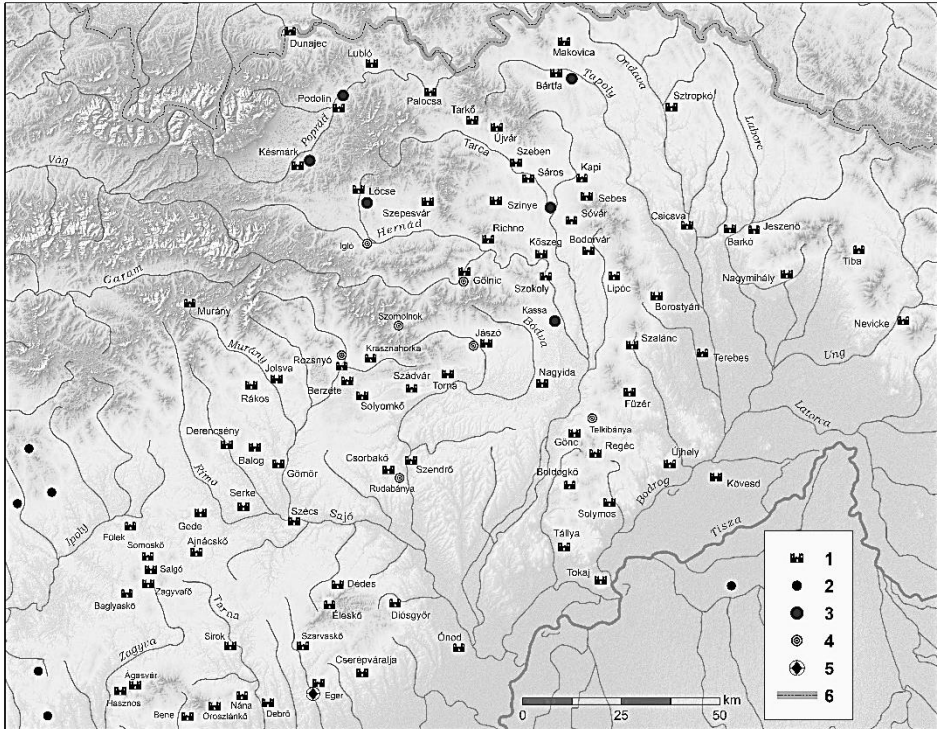 Dunajec
Lubló
Makovica
Ondava
Bártfa
Tapoly
Podolin
Palocsa
Sztropkó
Tarkő
Újvár
Laborc
Poprád
Késmárk
Tarca
Szeben
Vág
Sáros
Kapi
Lőcse
Szepesvár
Szinye
Sebes
Sóvár
Csicsva
Hernád
Barkó
Jeszenő
Igló
Richno
Kőszeg
Bodorvár
Tiba
Garam
Gölnic
Szokoly
Lipóc
Nagymihály
Murány
Borostyán
Szomolnok
Kassa
Nevicke
Bódva
Jászó
Murány
Rozsnyó
Krasznahorka
Szalánc
Ung
Jolsva
Szádvár
Torna
Terebes
Rákos
Berzéte
Solyomkő
Nagyida
Füzér
Latorca
Telkibánya
Derencsény
Balog
Gömör
Csorbakő
Szendrő
Gönc
Regéc
Újhely
Rimó
Rudabánya
Boldogkő
Bodrog
Kövesd
Serke
Gede
Szécs
Sajó
Solymos
Tisza
Ipoly
Fülek
Somoskő
Ajnácskő
Tállya
Salgó
Zagyvafő
Tokaj
Baglyaskő
Dédes
Tarna
Éleskő
Diósgyőr
Zagyva
Sirok
Szarvaskő
Ónod
Cserépváralja
Ágasvár
Hasznos
Eger
Bene
Oroszlánkő
Nána
Debrő
km
0
25
50
1
2
3
4
5
6